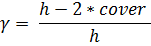 γ = (h − 2 * cover) / h